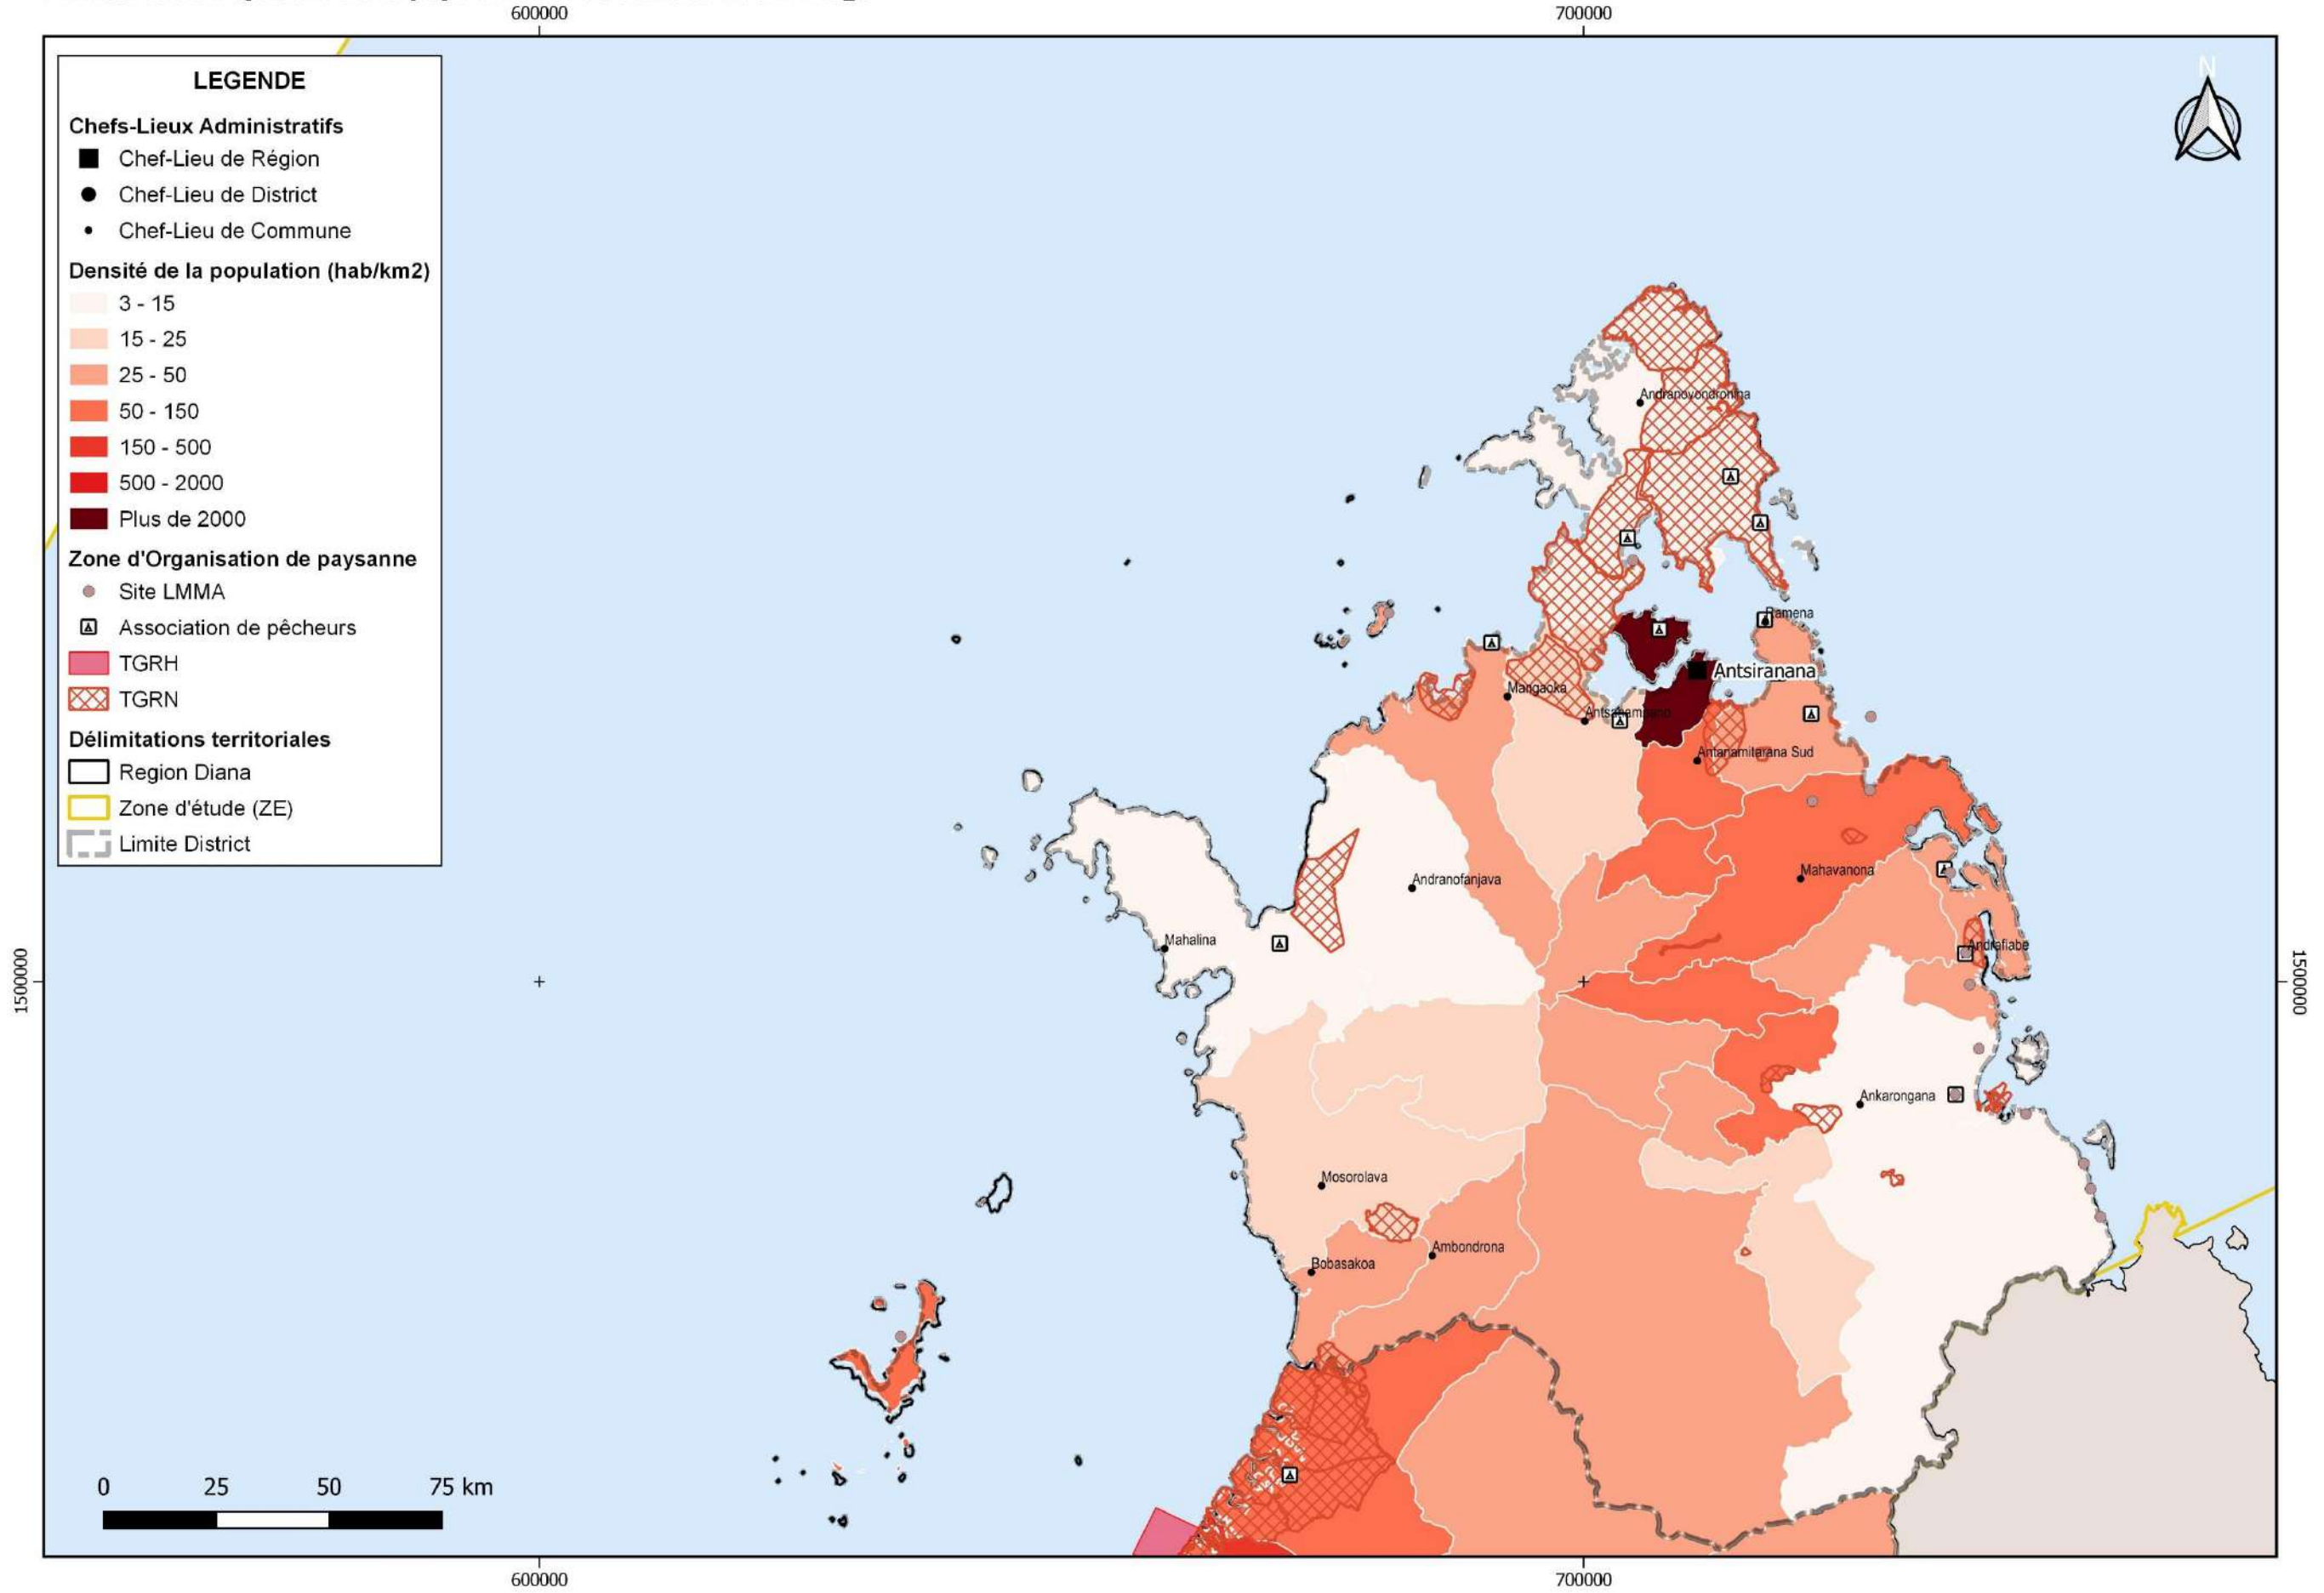 600000
700000
N
LEGENDE
Chefs-Lieux Administratifs
Chef-Lieu de Région
Chef-Lieu de District
Chef-Lieu de Commune
Densité de la population (hab/km2)
3 - 15
15 - 25
25 - 50
50 - 150
150 - 500
500 - 2000
Plus de 2000
Zone d'Organisation de paysanne
Site LMMA
Association de pêcheurs
TGRH
TGRN
Délimitations territoriales
Region Diana
Zone d'étude (ZE)
Limite District
Andranovondronina
Ramena
Antsiranana
Mangaoka
Antanamitarana Sud
Mahavanona
Andranofanjava
Mahalina
Andrafiabe
1500000
1500000
Ankarongana
Mosorolava
Ambondrona
Bobasakoa
0 25 50 75 km
600000
700000